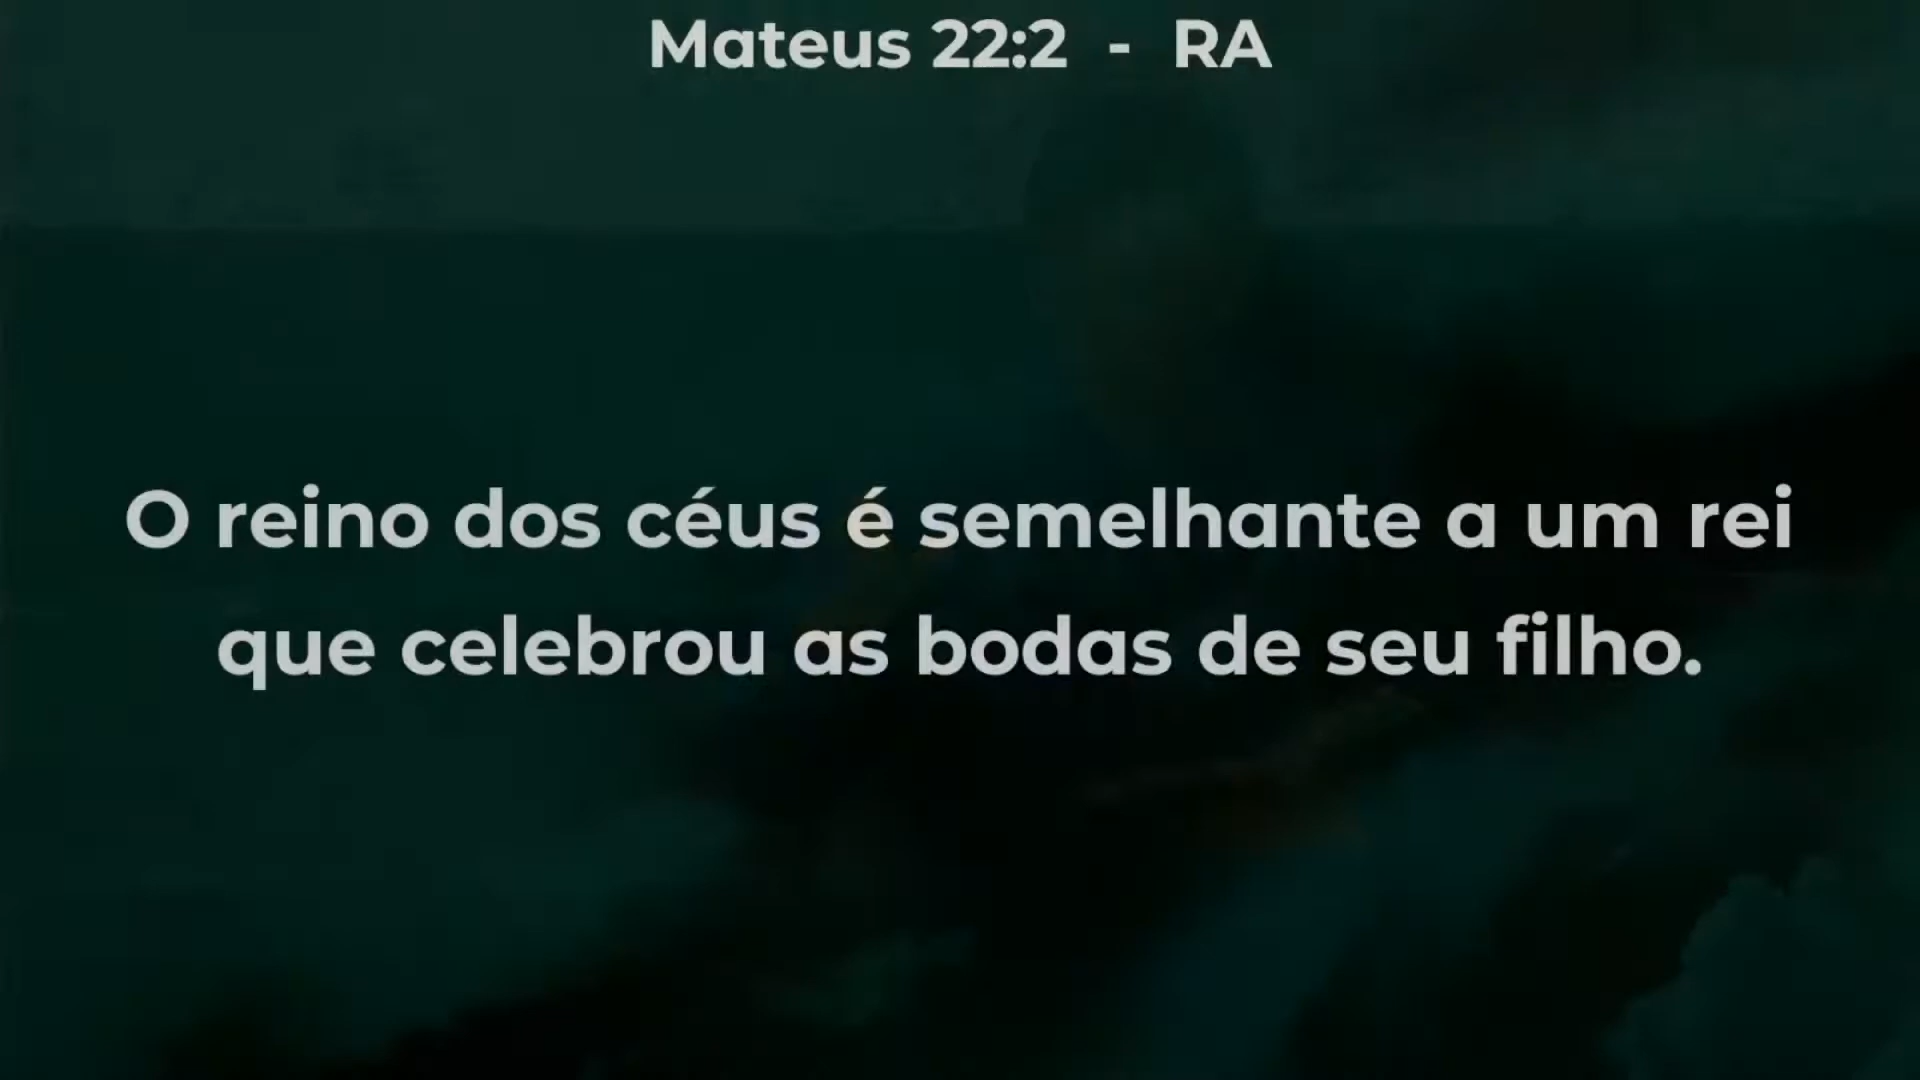 Mateus 22:2 - RA
O reino dos céus é semelhante a um rei
que celebrou as bodas de seu filho.